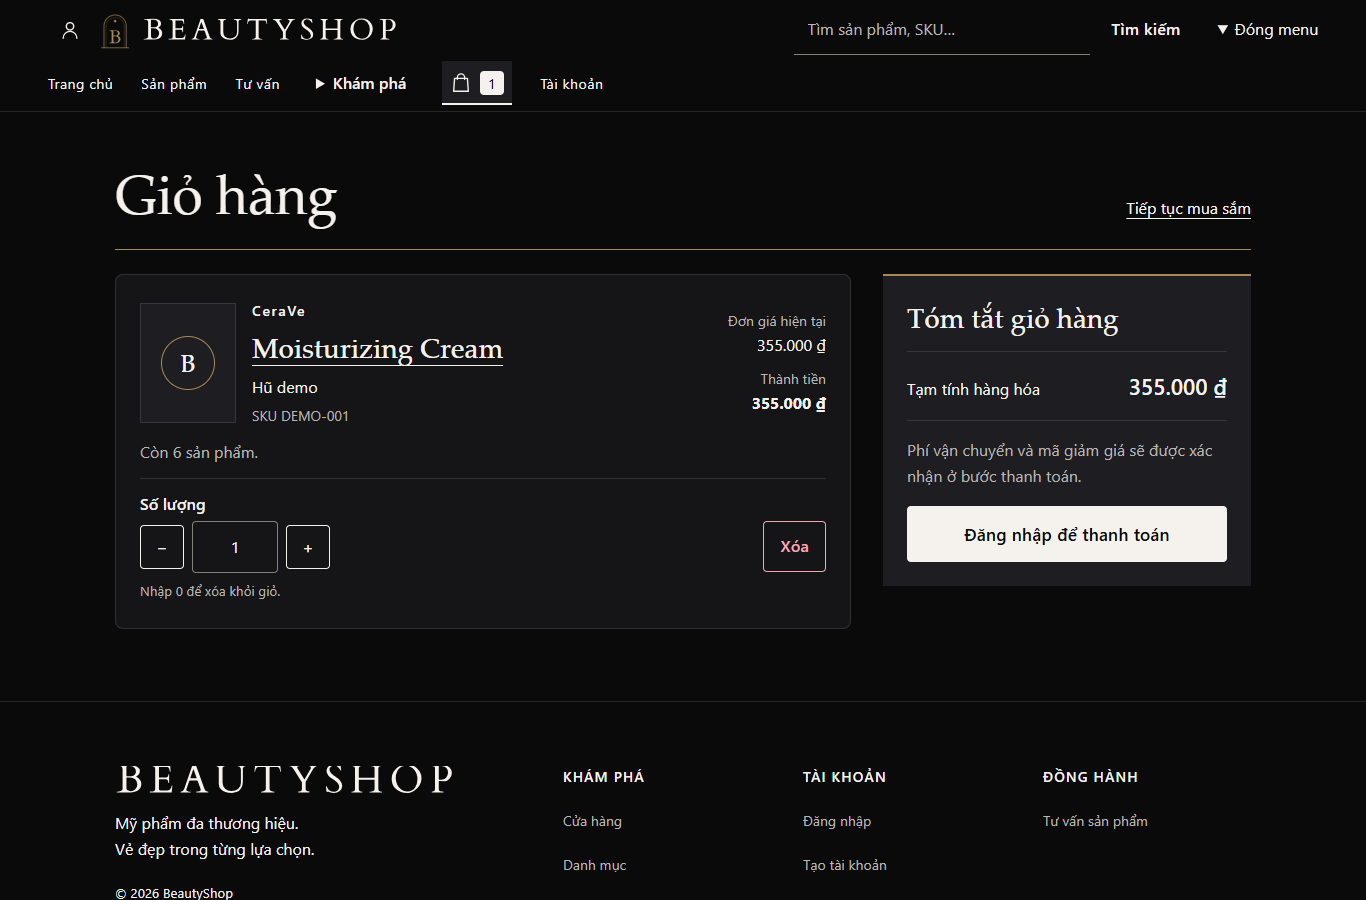 B BEAUTYSHOP
Tìm sản phẩm, SKU...
Tìm kiếm
▼ Đóng menu
Trang chủ
Sản phẩm
Tư vấn
▶ Khám phá
1
Tài khoản
Giỏ hàng
Tiếp tục mua sắm
B
CeraVe
Moisturizing Cream
Hũ demo
SKU DEMO-001
Đơn giá hiện tại
355.000 ₫
Thành tiền
355.000 ₫
Còn 6 sản phẩm.
Số lượng
− 1 +
Xóa
Nhập 0 để xóa khỏi giỏ.
Tóm tắt giỏ hàng
Tạm tính hàng hóa 355.000 ₫
Phí vận chuyển và mã giảm giá sẽ được xác
nhận ở bước thanh toán.
Đăng nhập để thanh toán
BEAUTYSHOP
Mỹ phẩm đa thương hiệu.
Vẻ đẹp trong từng lựa chọn.
© 2026 BeautyShop
KHÁM PHÁ
Cửa hàng
Danh mục
TÀI KHOẢN
Đăng nhập
Tạo tài khoản
ĐỒNG HÀNH
Tư vấn sản phẩm